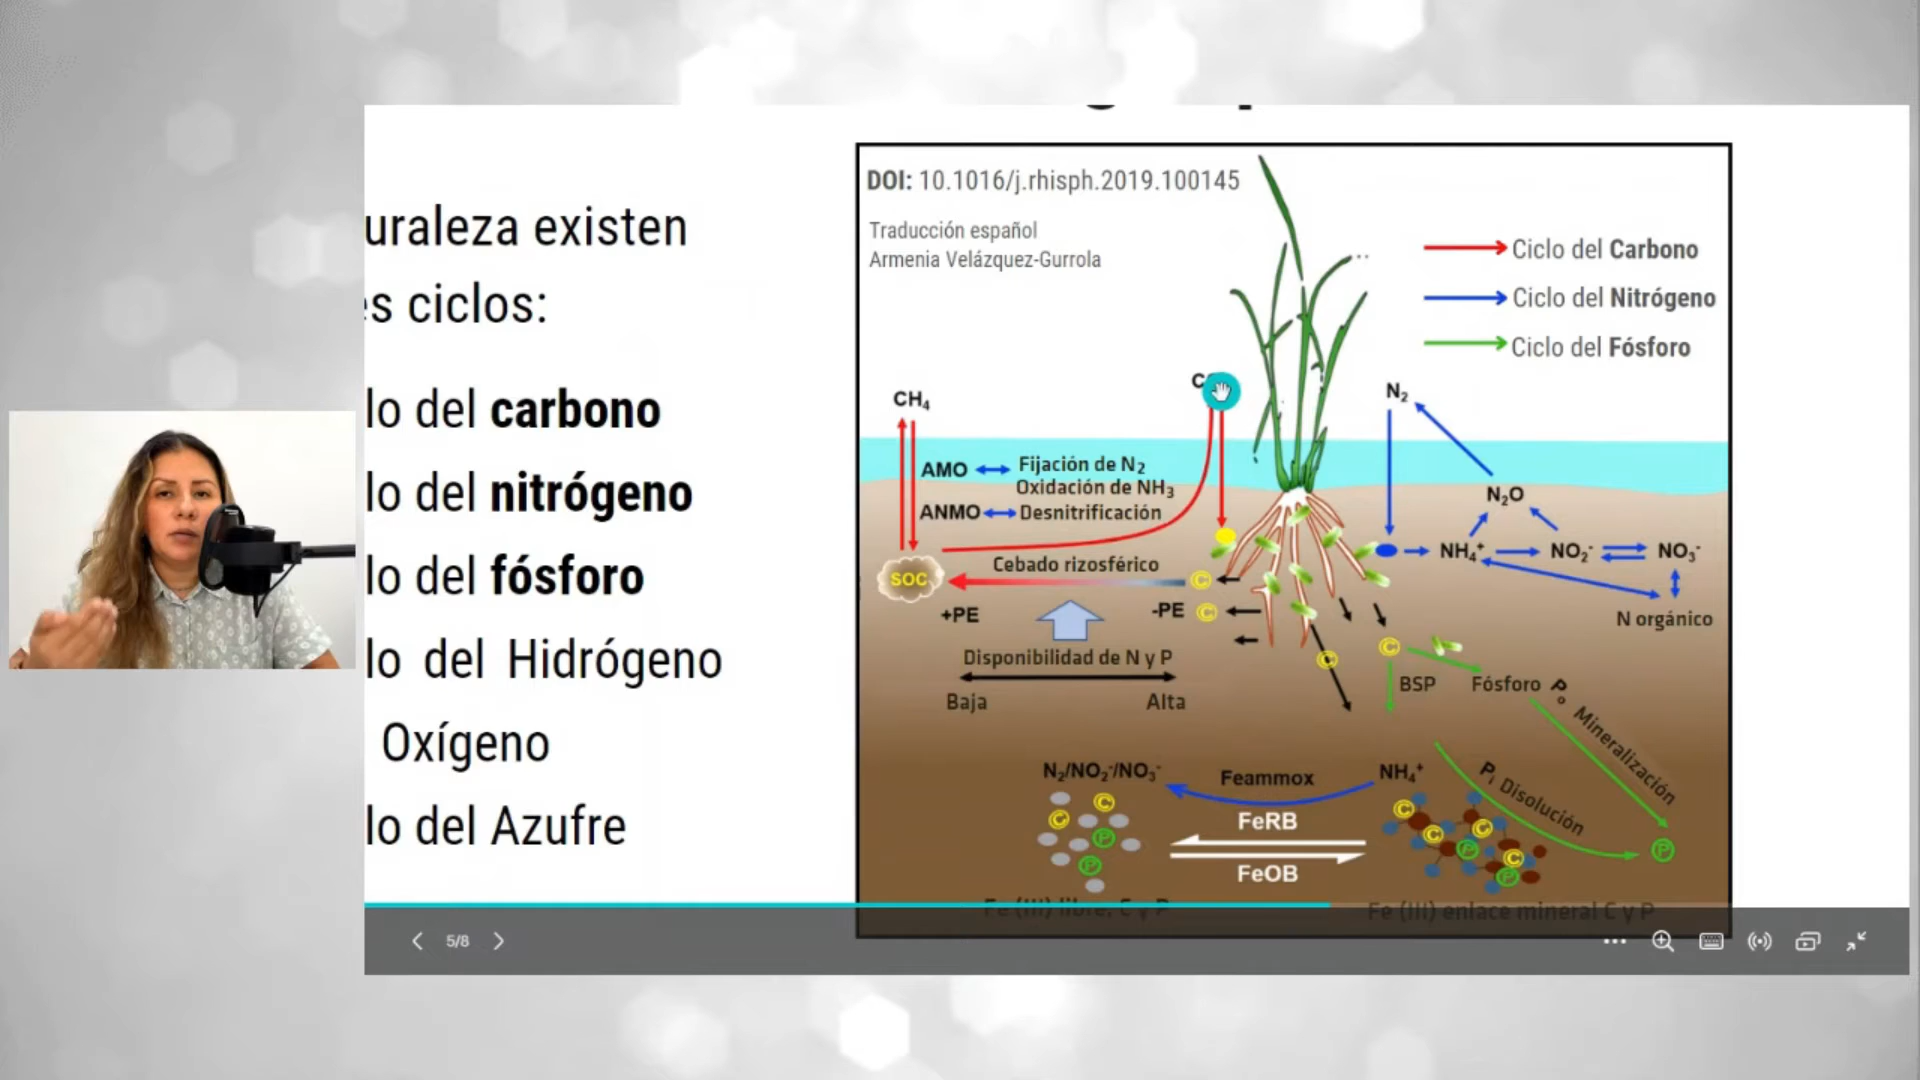 uraleza existen
s ciclos:
lo del carbono
lo del nitrógeno
lo del fósforo
lo del Hidrógeno
Oxígeno
lo del Azufre
DOI: 10.1016/j.rhisph.2019.100145
Traducción español
Armenia Velázquez-Gurrola
Ciclo del Carbono
Ciclo del Nitrógeno
Ciclo del Fósforo
CH₄
C
N₂
AMO
Fijación de N₂
Oxidación de NH₃
ANMO
Desnitrificación
N₂O
NH₄⁺
NO₂⁻
NO₃⁻
N orgánico
SOC
Cebado rizosférico
C
+PE
-PE
C
Disponibilidad de N y P
Baja
Alta
C
C
BSP
Fósforo
P₀ Mineralización
Pᵢ Disolución
P
N₂/NO₂⁻/NO₃⁻
Feammox
NH₄⁺
FeRB
FeOB
C
C
P
P
C
C
C
C
P
P
Fe (III) libre, C y P
Fe (III) enlace mineral C y P
5/8